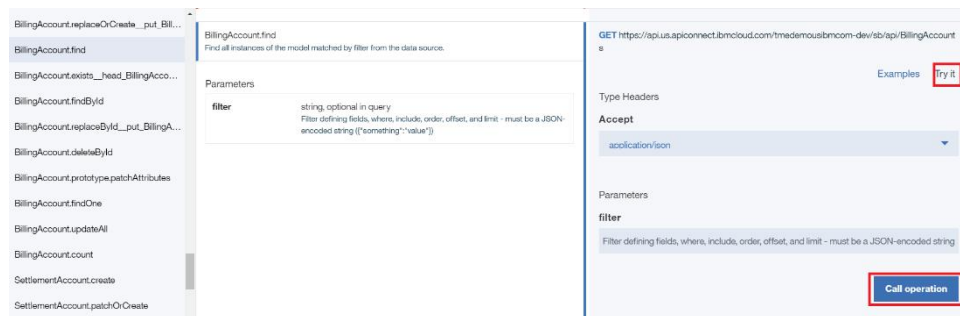 BillingAccount.replaceOrCreate__put_Bill...
BillingAccount.find
BillingAccount.exists__head_BillingAcco...
BillingAccount.findById
BillingAccount.replaceById__put_BillingA...
BillingAccount.deleteById
BillingAccount.prototype.patchAttributes
BillingAccount.findOne
BillingAccount.updateAll
BillingAccount.count
SettlementAccount.create
SettlementAccount.patchOrCreate
BillingAccount.find
Find all instances of the model matched by filter from the data source.
Parameters
filter string, optional in query
Filter defining fields, where, include, order, offset, and limit - must be a JSON-
encoded string ({"something":"value"})
GET https://api.us.apiconnect.ibmcloud.com/tmedemousibmcom-dev/sb/api/BillingAccount
s
Examples Try it
Type Headers
Accept
application/json
Parameters
filter
Filter defining fields, where, include, order, offset, and limit - must be a JSON-encoded string
Call operation